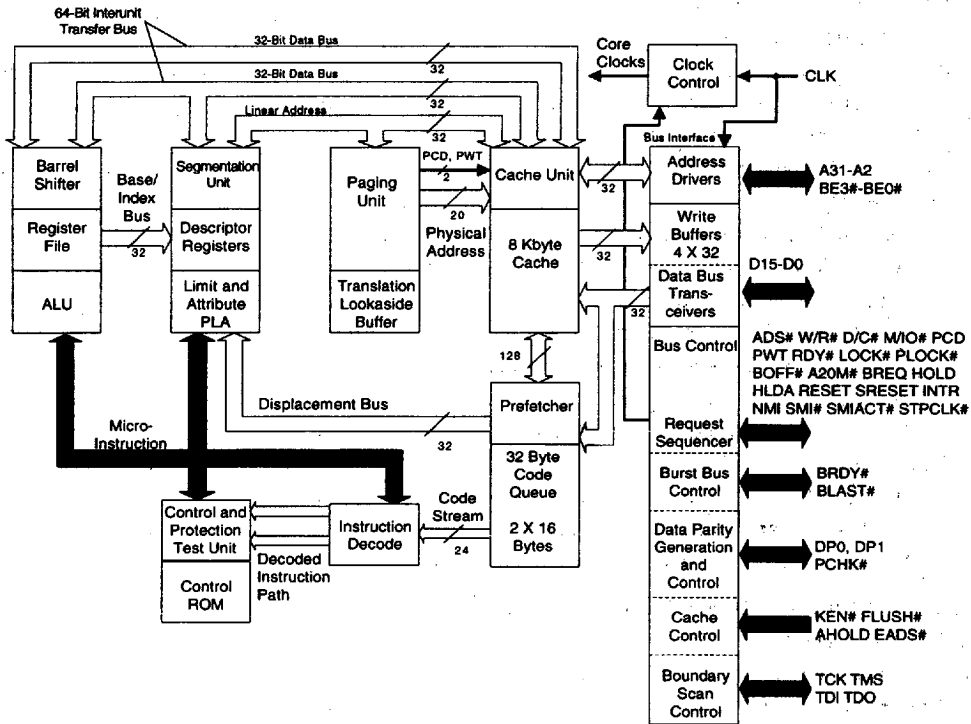 64-Bit Interunit
Transfer Bus
32-Bit Data Bus
32
32-Bit Data Bus
32
Linear Address
32
Core
Clocks
Clock
Control
CLK
Bus Interface
Barrel
Shifter
Register
File
ALU
Base/
Index
Bus
32
Segmentation
Unit
Descriptor
Registers
Limit and
Attribute
PLA
Paging
Unit
Translation
Lookaside
Buffer
PCD, PWT
2
20
Physical
Address
Cache Unit
8 Kbyte
Cache
32
32
32
Address
Drivers
Write
Buffers
4 X 32
Data Bus
Trans-
ceivers
Bus Control
Request
Sequencer
Burst Bus
Control
Data Parity
Generation
and
Control
Cache
Control
Boundary
Scan
Control
A31-A2
BE3#-BE0#
D15-D0
ADS# W/R# D/C# M/IO# PCD
PWT RDY# LOCK# PLOCK#
BOFF# A20M# BREQ HOLD
HLDA RESET SRESET INTR
NMI SMI# SMIACT# STPCLK#
BRDY#
BLAST#
DP0, DP1
PCHK#
KEN# FLUSH#
AHOLD EADS#
TCK TMS
TDI TDO
128
Displacement Bus
32
Prefetcher
32 Byte
Code
Queue
2 X 16
Bytes
Micro-
Instruction
Control and
Protection
Test Unit
Control
ROM
Decoded
Instruction
Path
Instruction
Decode
Code
Stream
24